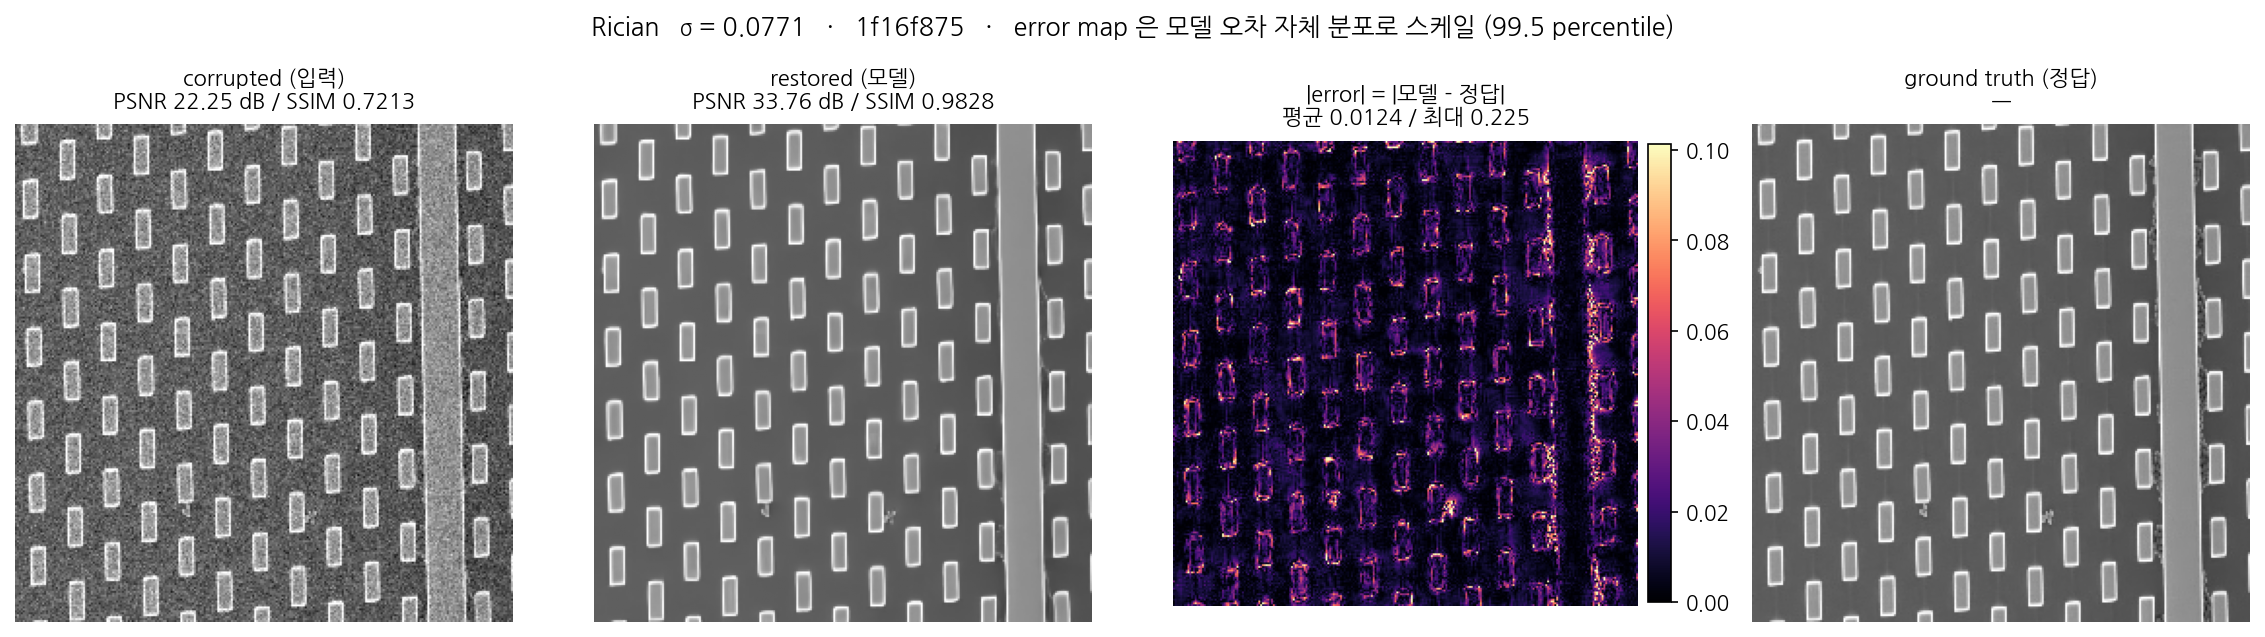 Rician σ = 0.0771 · 1f16f875 · error map 은 모델 오차 자체 분포로 스케일 (99.5 percentile)
corrupted (입력)
PSNR 22.25 dB / SSIM 0.7213
restored (모델)
PSNR 33.76 dB / SSIM 0.9828
|error| = |모델 - 정답|
평균 0.0124 / 최대 0.225
0.10
0.08
0.06
0.04
0.02
0.00
ground truth (정답)
—